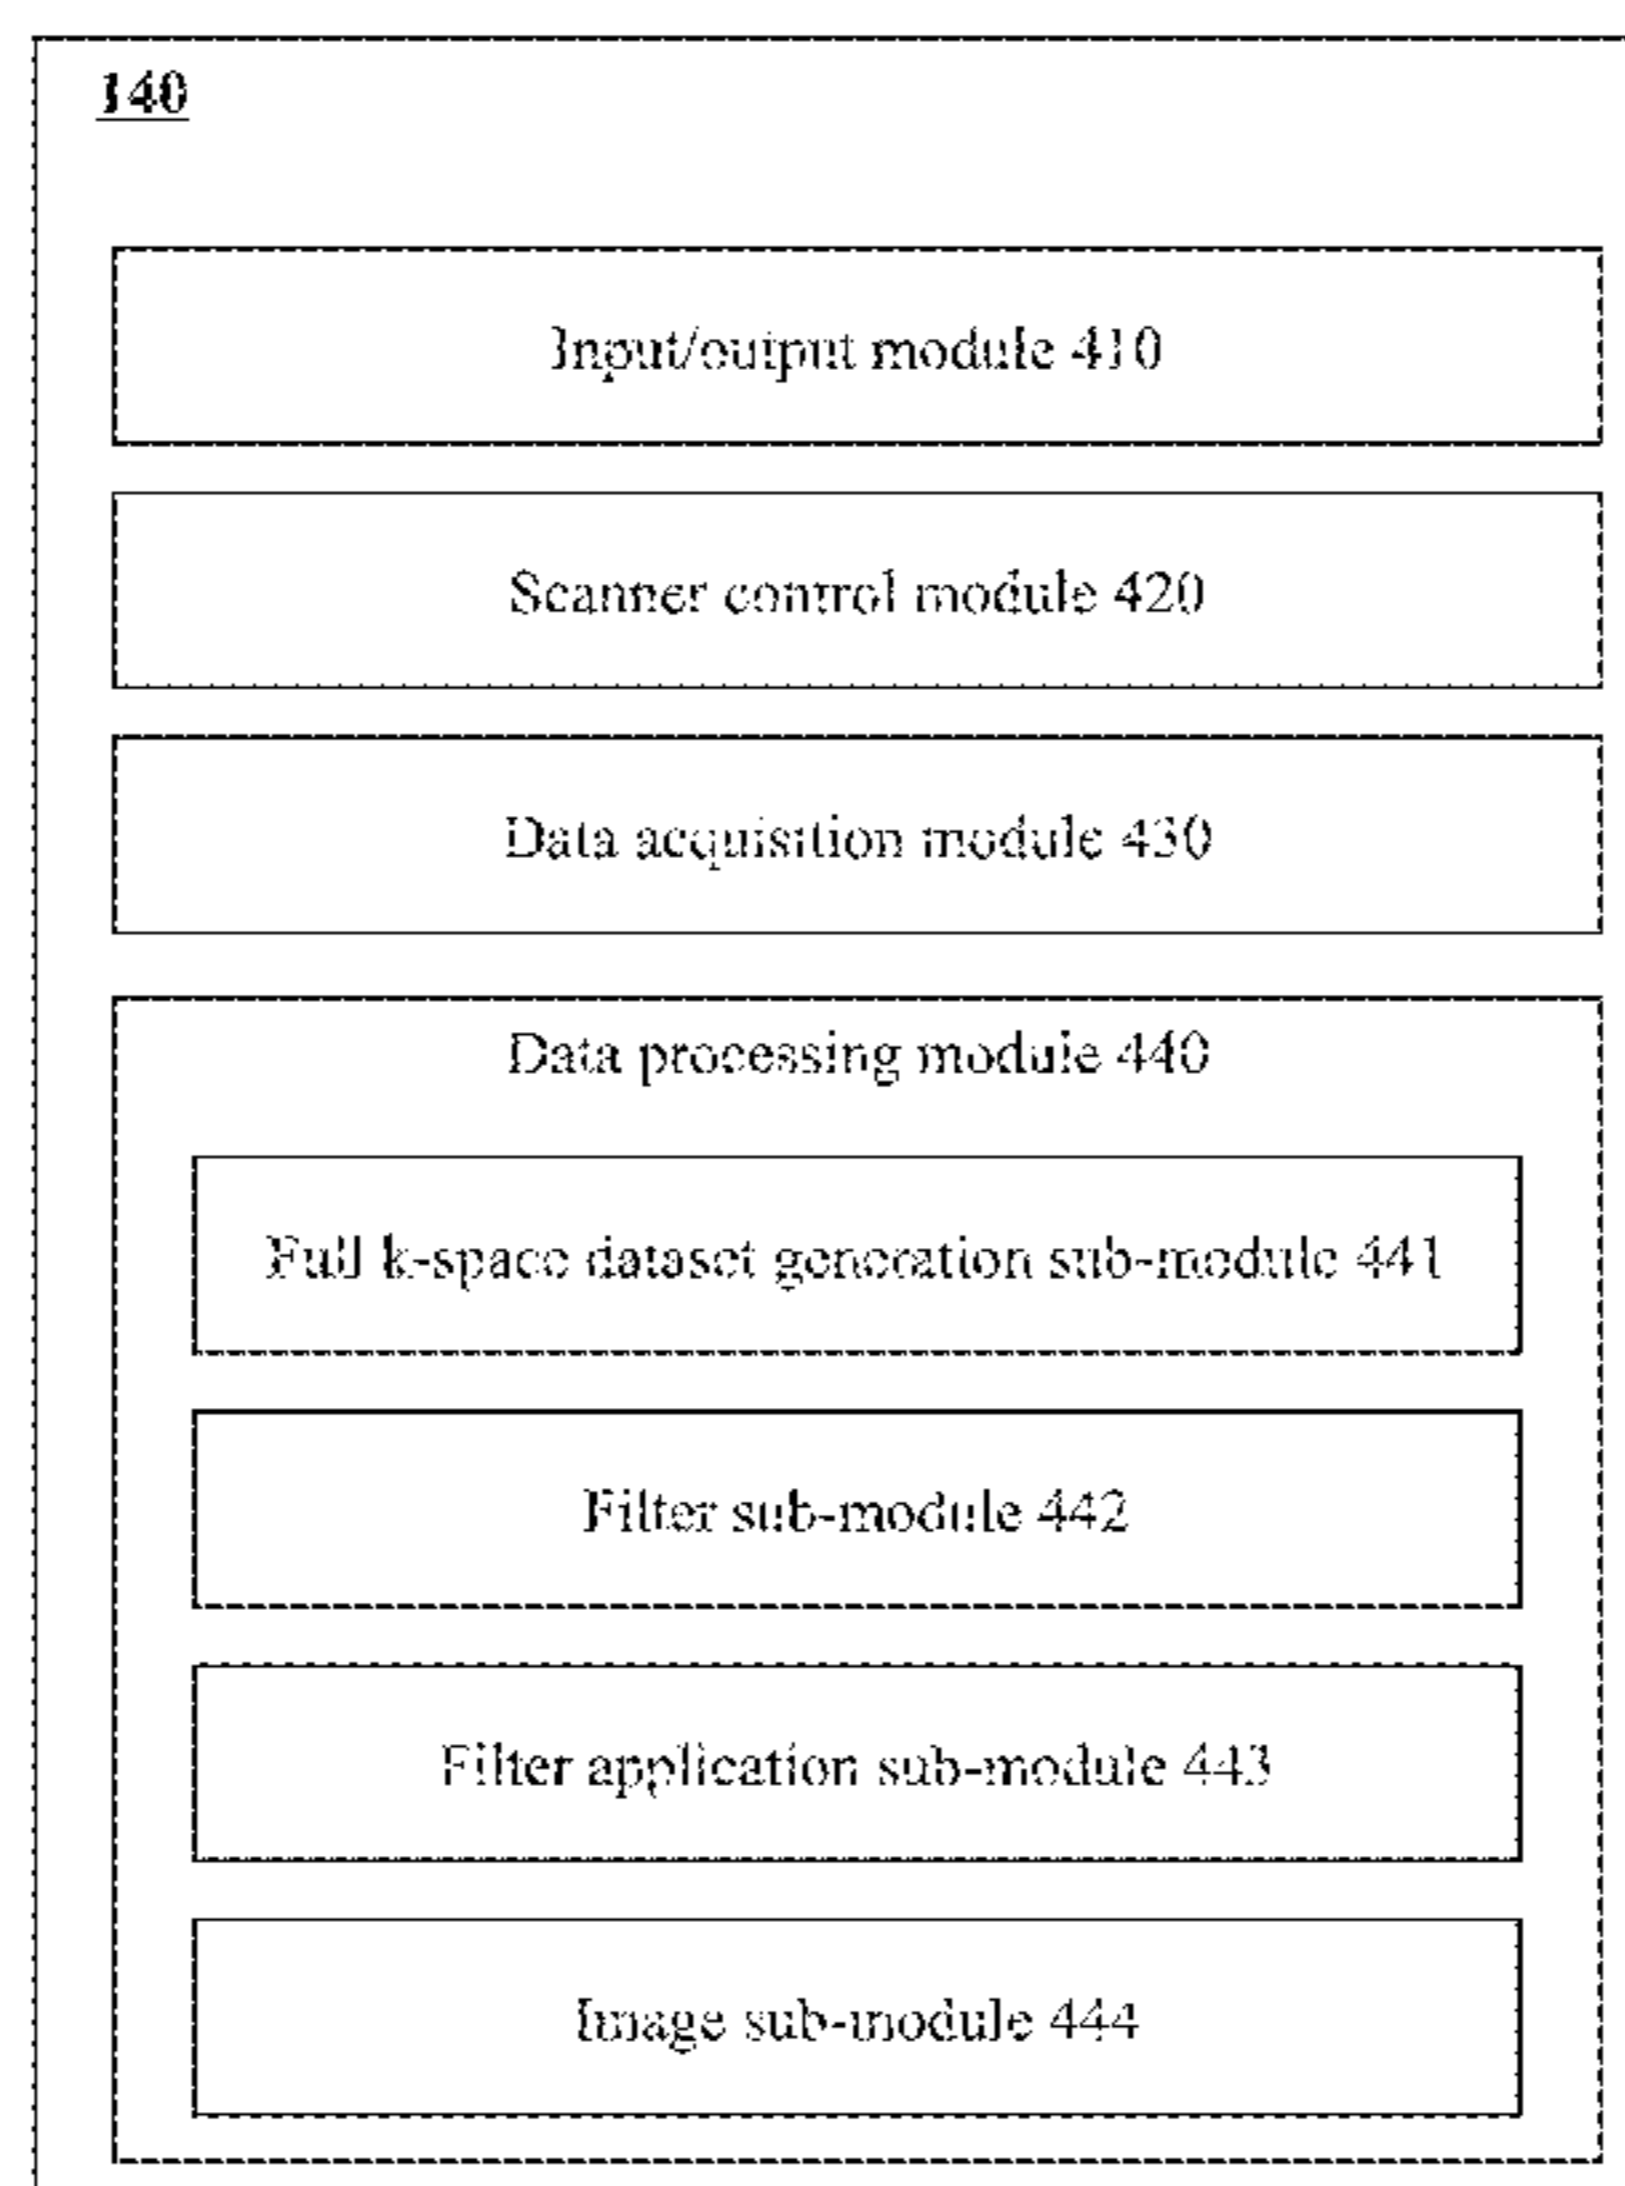 140
Input/output module 410
Scanner control module 420
Data acquisition module 430
Data processing module 440
Full k-space dataset generation sub-module 441
Filter sub-module 442
Filter application sub-module 443
Image sub-module 444